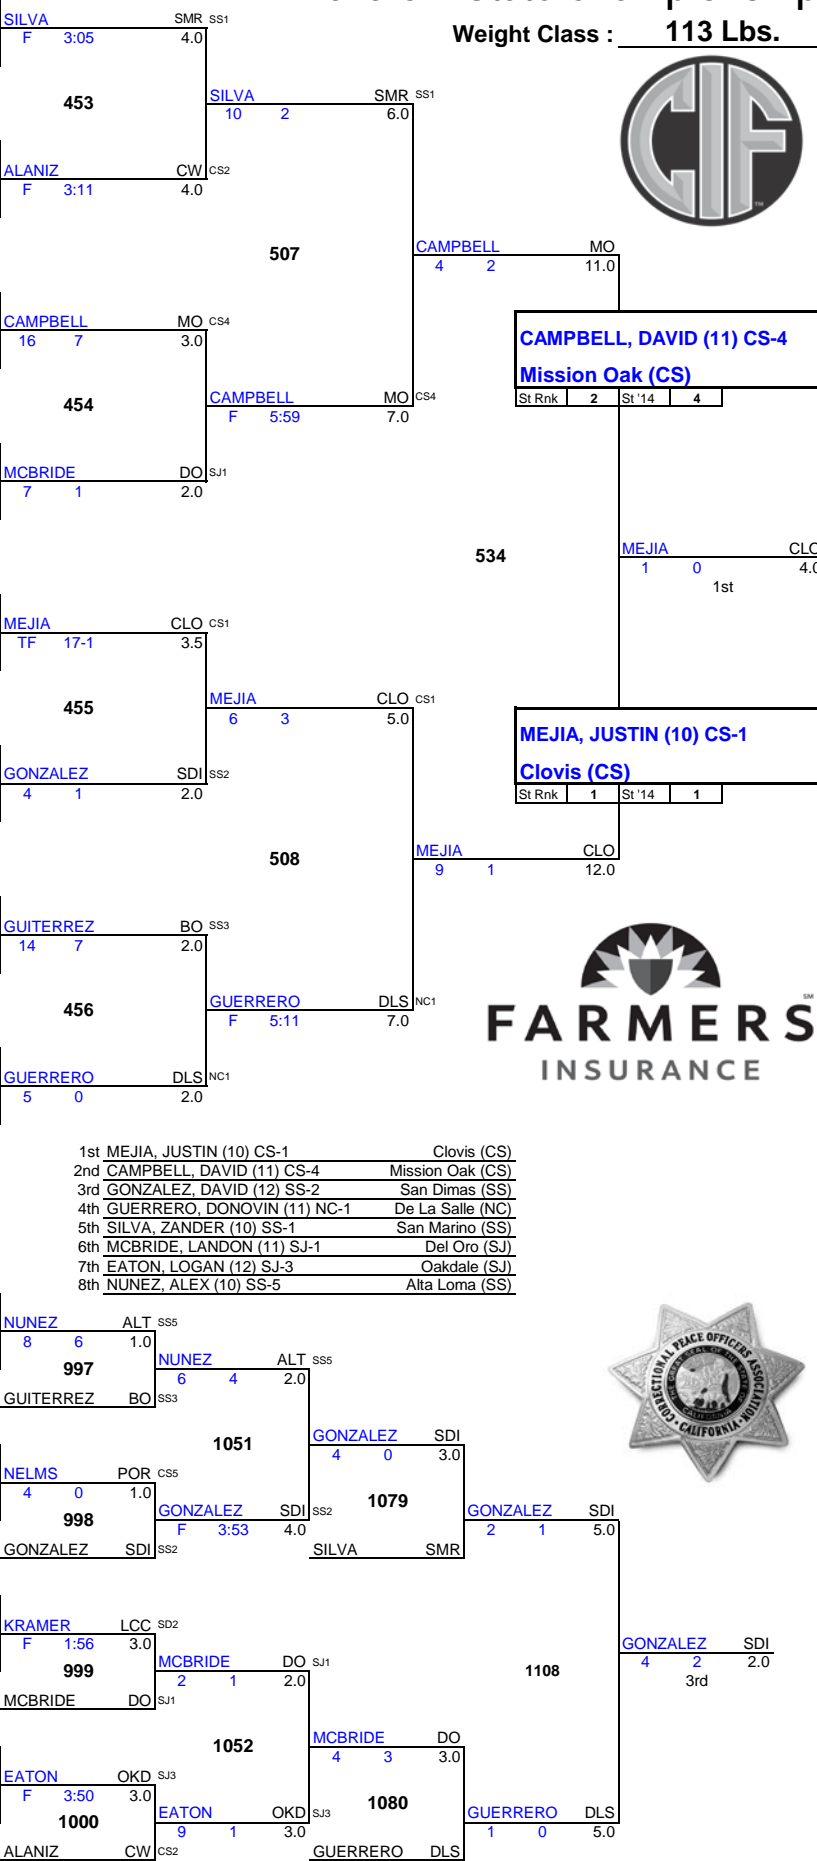 Weight Class : 113 Lbs.
SILVA SMR SS1
F 3:05 4.0
453
SILVA SMR SS1
10 2 6.0
CIF
TM
ALANIZ CW CS2
F 3:11 4.0
507
CAMPBELL MO
4 2 11.0
CAMPBELL MO CS4
16 7 3.0
CAMPBELL, DAVID (11) CS-4
Mission Oak (CS)
St Rnk 2 St '14 4
454
CAMPBELL MO CS4
F 5:59 7.0
MCBRIDE DO SJ1
7 1 2.0
534
MEJIA CLO
1 0 4.0
1st
MEJIA CLO CS1
TF 17-1 3.5
455
MEJIA CLO CS1
6 3 5.0
MEJIA, JUSTIN (10) CS-1
Clovis (CS)
St Rnk 1 St '14 1
GONZALEZ SDI SS2
4 1 2.0
508
MEJIA CLO
9 1 12.0
GUITERREZ BO SS3
14 7 2.0
456
GUERRERO DLS NC1
F 5:11 7.0
FARMERS SM
INSURANCE
GUERRERO DLS NC1
5 0 2.0
1st MEJIA, JUSTIN (10) CS-1 Clovis (CS)
2nd CAMPBELL, DAVID (11) CS-4 Mission Oak (CS)
3rd GONZALEZ, DAVID (12) SS-2 San Dimas (SS)
4th GUERRERO, DONOVIN (11) NC-1 De La Salle (NC)
5th SILVA, ZANDER (10) SS-1 San Marino (SS)
6th MCBRIDE, LANDON (11) SJ-1 Del Oro (SJ)
7th EATON, LOGAN (12) SJ-3 Oakdale (SJ)
8th NUNEZ, ALEX (10) SS-5 Alta Loma (SS)
NUNEZ ALT SS5
8 6 1.0
997
NUNEZ ALT SS5
6 4 2.0
GUITERREZ BO SS3
1051
GONZALEZ SDI
4 0 3.0
CORRECTIONAL PEACE OFFICERS ASSOCIATION
CALIFORNIA
NELMS POR CS5
4 0 1.0
998
GONZALEZ SDI SS2
F 3:53 4.0
1079
GONZALEZ SDI
2 1 5.0
GONZALEZ SDI SS2
SILVA SMR
KRAMER LCC SD2
F 1:56 3.0
999
MCBRIDE DO SJ1
2 1 2.0
GONZALEZ SDI
4 2 2.0
3rd
1108
MCBRIDE DO SJ1
1052
MCBRIDE DO
4 3 3.0
EATON OKD SJ3
F 3:50 3.0
1000
EATON OKD SJ3
9 1 3.0
1080
GUERRERO DLS
1 0 5.0
ALANIZ CW CS2
GUERRERO DLS